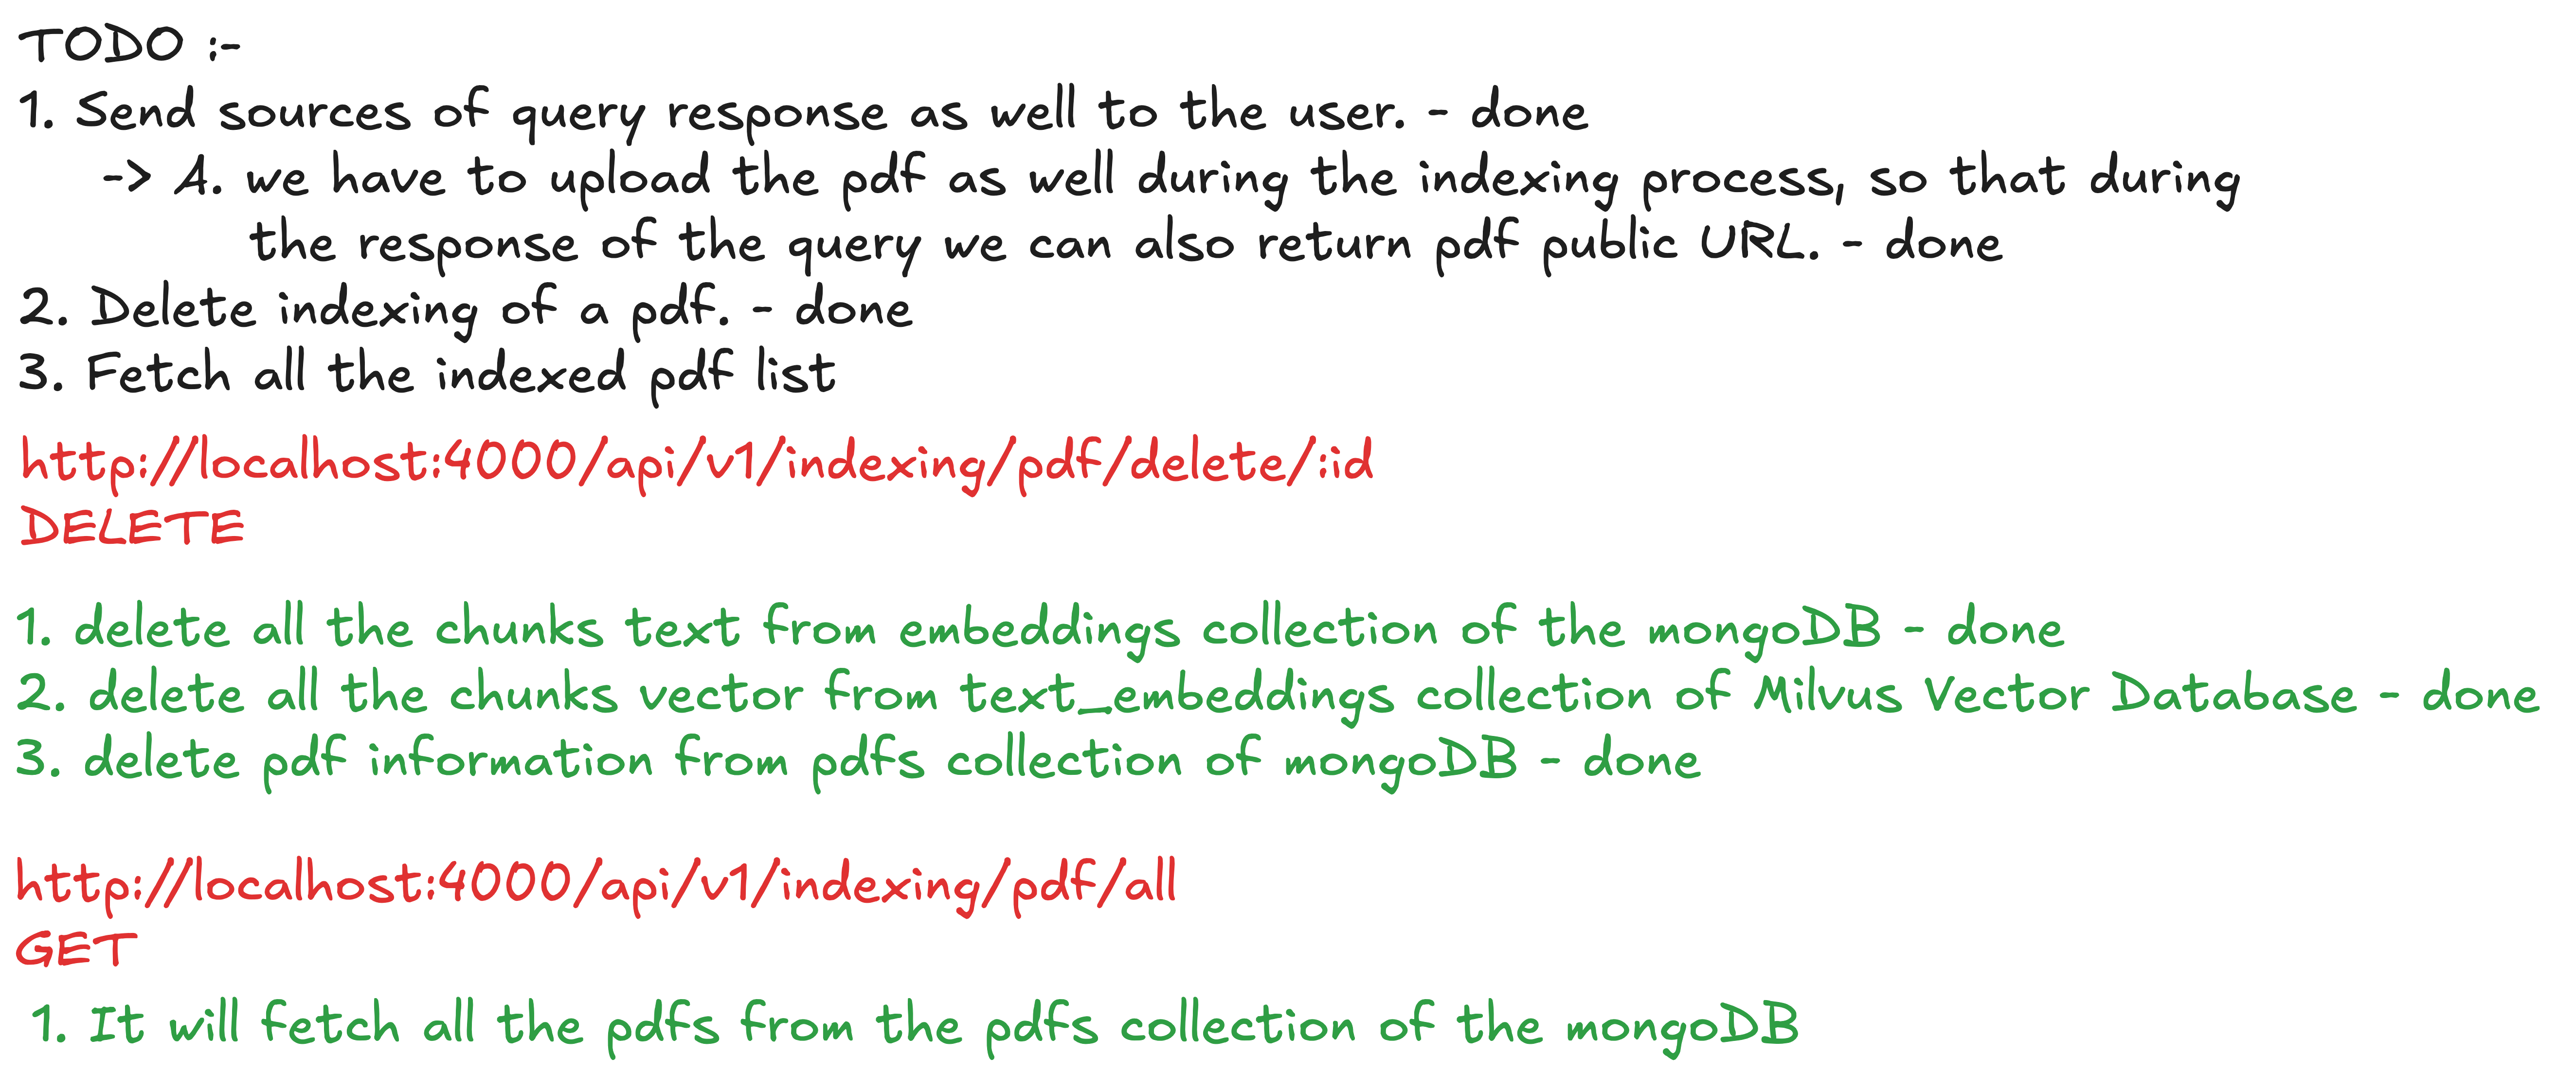 TODO :-
1. Send sources of query response as well to the user. - done
-> A. we have to upload the pdf as well during the indexing process, so that during
the response of the query we can also return pdf public URL. - done
2. Delete indexing of a pdf. - done
3. Fetch all the indexed pdf list
http://localhost:4000/api/v1/indexing/pdf/delete/:id
DELETE
1. delete all the chunks text from embeddings collection of the mongoDB - done
2. delete all the chunks vector from text_embeddings collection of Milvus Vector Database - done
3. delete pdf information from pdfs collection of mongoDB - done
http://localhost:4000/api/v1/indexing/pdf/all
GET
1. It will fetch all the pdfs from the pdfs collection of the mongoDB